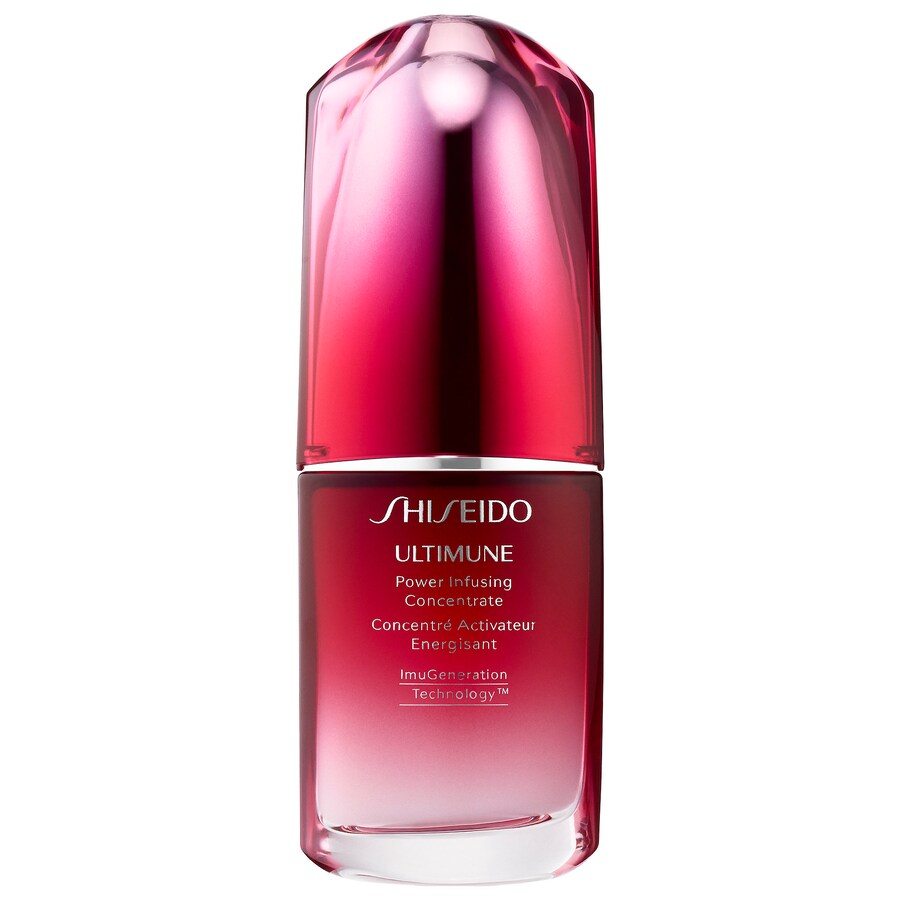 SHISEIDO
ULTIMUNE
Power Infusing
Concentrate
Concentré Activateur
Energisant
ImuGeneration
Technology™